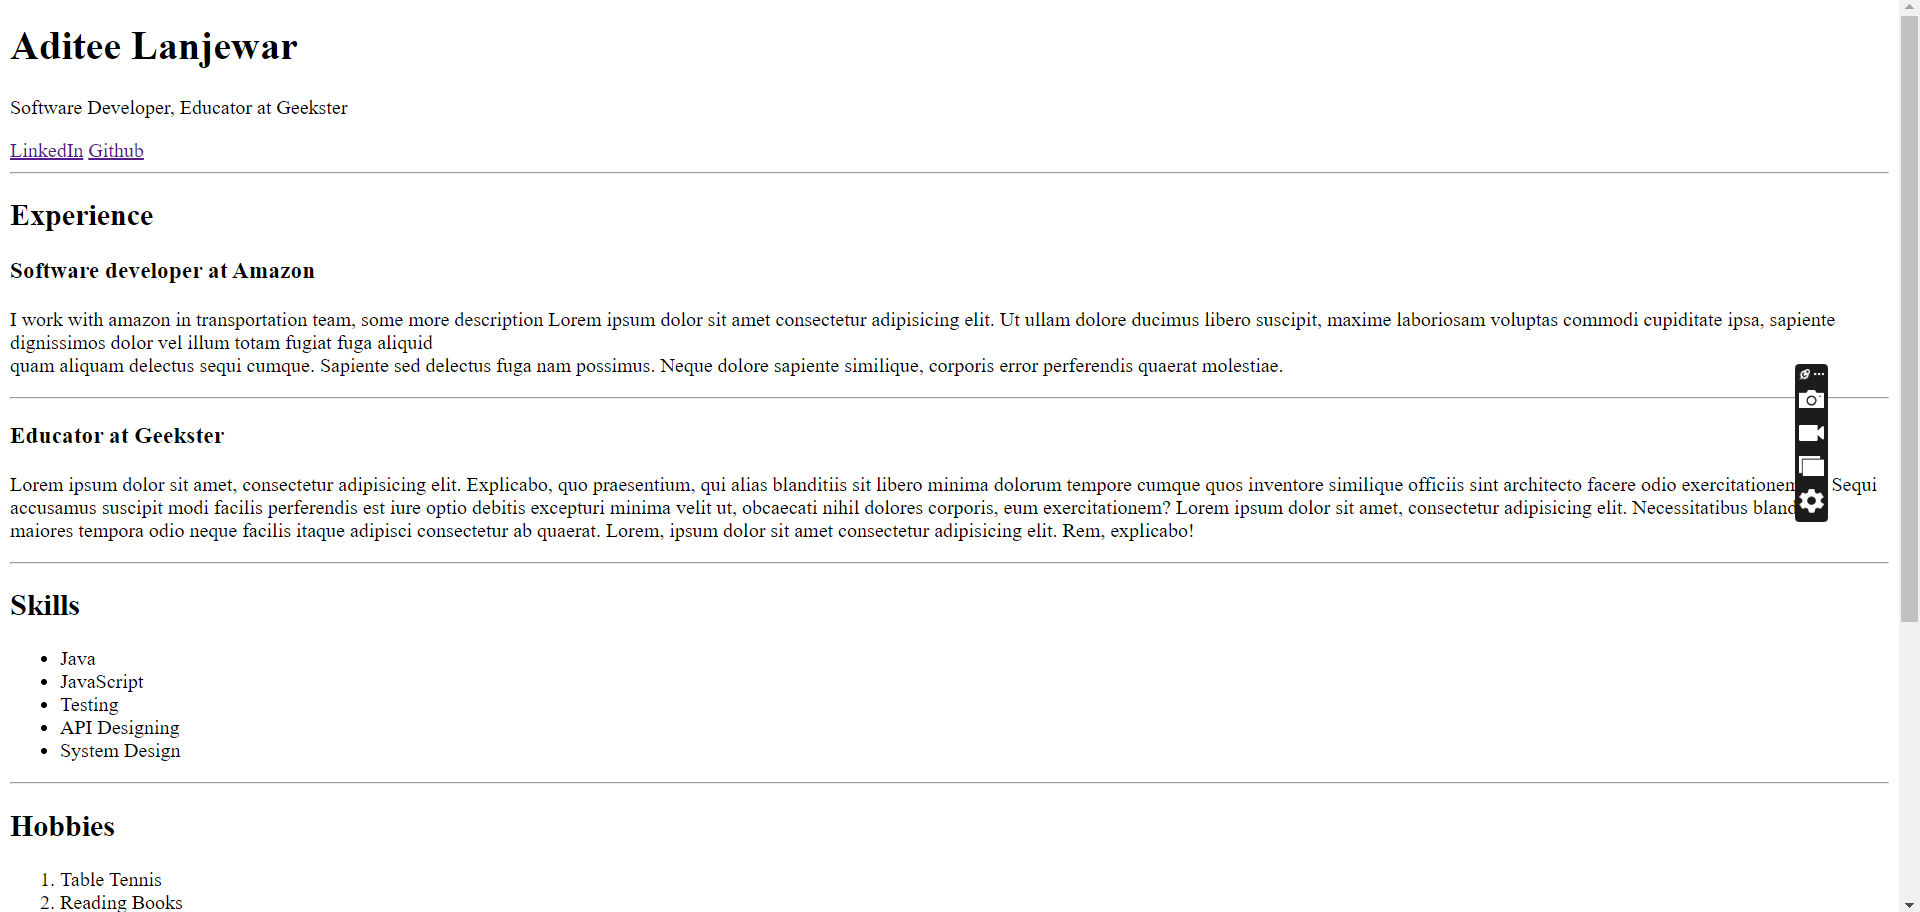 Aditee Lanjewar
Software Developer, Educator at Geekster
LinkedIn Github
Experience
Software developer at Amazon
I work with amazon in transportation team, some more description Lorem ipsum dolor sit amet consectetur adipisicing elit. Ut ullam dolore ducimus libero suscipit, maxime laboriosam voluptas commodi cupiditate ipsa, sapiente
dignissimos dolor vel illum totam fugiat fuga aliquid
quam aliquam delectus sequi cumque. Sapiente sed delectus fuga nam possimus. Neque dolore sapiente similique, corporis error perferendis quaerat molestiae.
Educator at Geekster
Lorem ipsum dolor sit amet, consectetur adipisicing elit. Explicabo, quo praesentium, qui alias blanditiis sit libero minima dolorum tempore cumque quos inventore similique officiis sint architecto facere odio Sequi
accusamus suscipit modi facilis perferendis est iure optio debitis excepturi minima velit ut, obcaecati nihil dolores corporis, eum exercitationem? Lorem ipsum dolor sit amet, consectetur adipisicing elit. Necessitatibus
maiores tempora odio neque facilis itaque adipisci consectetur ab quaerat. Lorem, ipsum dolor sit amet consectetur adipisicing elit. Rem, explicabo!
Skills
Java
JavaScript
Testing
API Designing
System Design
Hobbies
1. Table Tennis
2. Reading Books